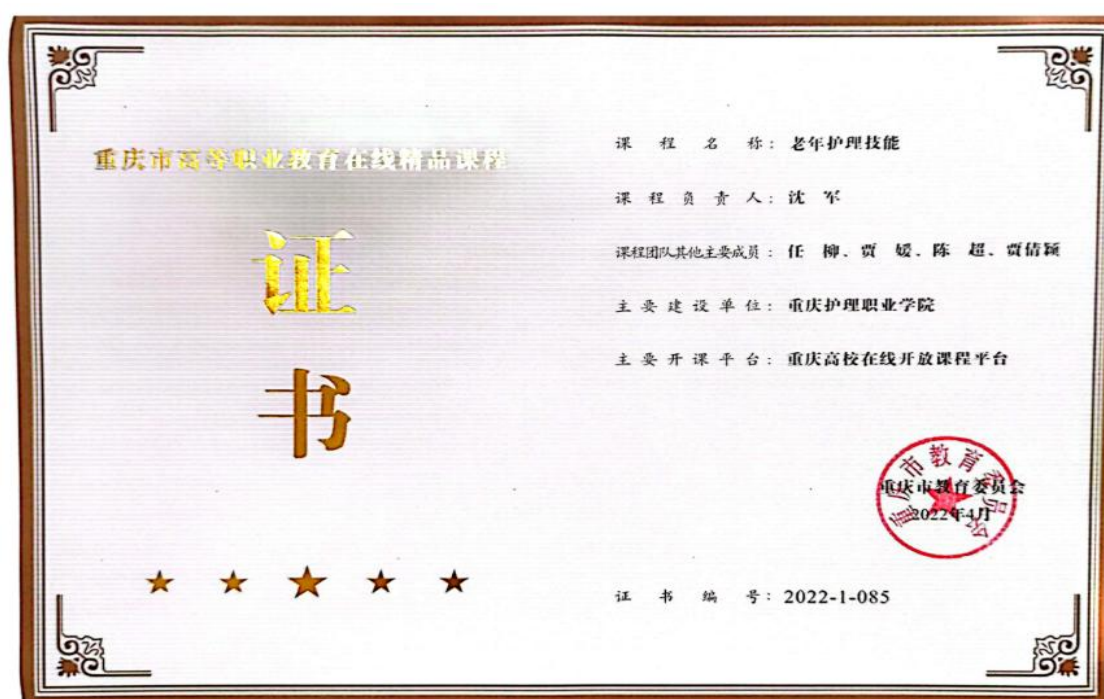 重庆市高等职业教育在线精品课程
证
书
课程名称：老年护理技能
课程负责人：沈 军
课程团队其他主要成员：任 柳、贾 媛、陈 超、贾倩颖
主要建设单位：重庆护理职业学院
主要开课平台：重庆高校在线开放课程平台
重庆市教育委员会
重庆市教育委员会
2022年4月
证书编号：2022-1-085